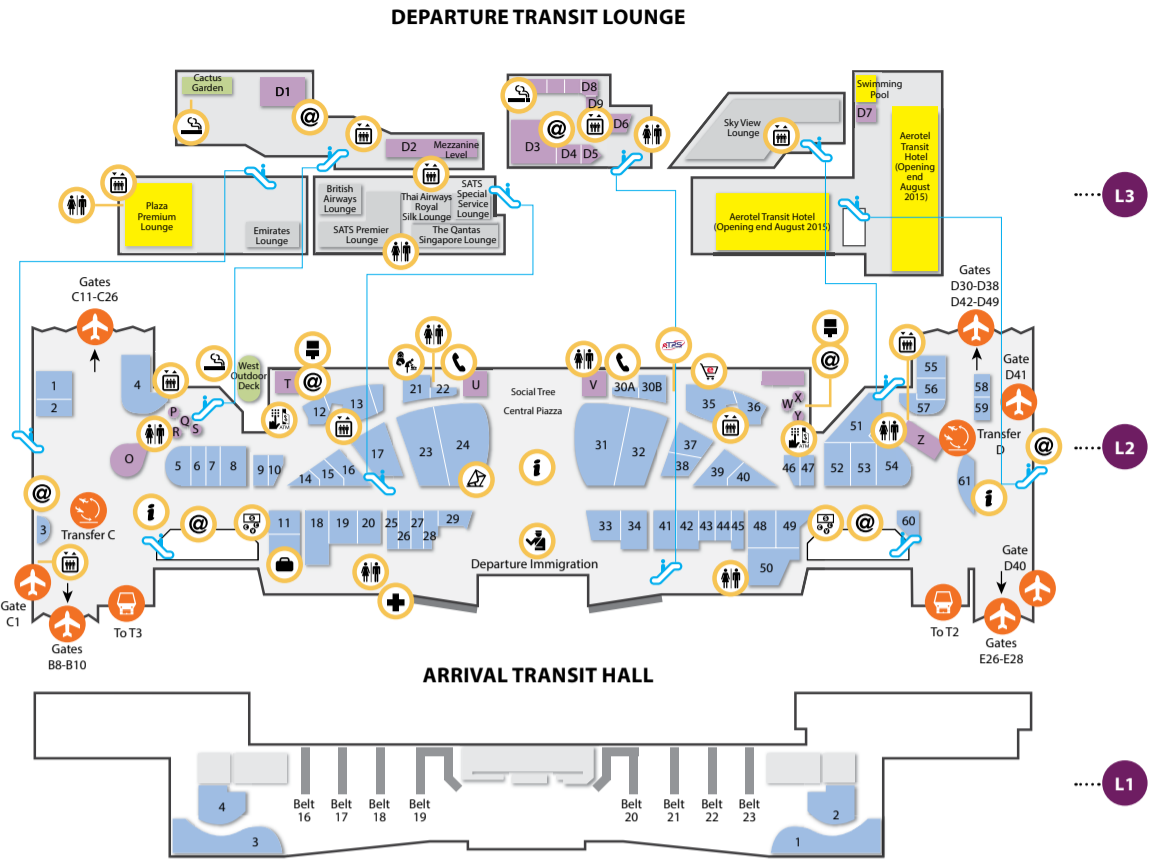 DEPARTURE TRANSIT LOUNGE
Cactus
Garden
D1
@
D2
Mezzanine
Level
D8
D9
D6
@
D3
D4
D5
Sky View
Lounge
Swimming
Pool
D7
Aerotel
Transit
Hotel
(Opening
end
August
2015)
L3
Plaza
Premium
Lounge
Emirates
Lounge
British
Airways
Lounge
Thai Airways
Royal
Silk Lounge
SATS
Special
Service
Lounge
SATS Premier
Lounge
The Qantas
Singapore Lounge
Aerotel Transit Hotel
(Opening end August 2015)
Gates
C11-C26
Gates
D30-D38
D42-D49
Gate
D41
1
2
4
P
Q
R
S
O
West
Outdoor
Deck
T
@
ATM
12
13
21
22
U
Social Tree
Central Piazza
V
30A
30B
ATPS
35
36
W
X
Y
@
ATM
55
56
57
58
59
Z
Transfer
D
@
L2
5
6
7
8
9
10
14
15
16
17
23
24
31
32
37
38
39
40
46
47
51
52
53
54
61
i
i
@
3
Transfer C
i
@
11
18
19
20
25
26
27
28
29
Departure Immigration
33
34
41
42
43
44
45
48
49
50
@
60
Gate
C1
Gates
B8-B10
To T3
To T2
Gate
D40
Gates
E26-E28
ARRIVAL TRANSIT HALL
4
3
Belt
16
Belt
17
Belt
18
Belt
19
Belt
20
Belt
21
Belt
22
Belt
23
2
1
L1